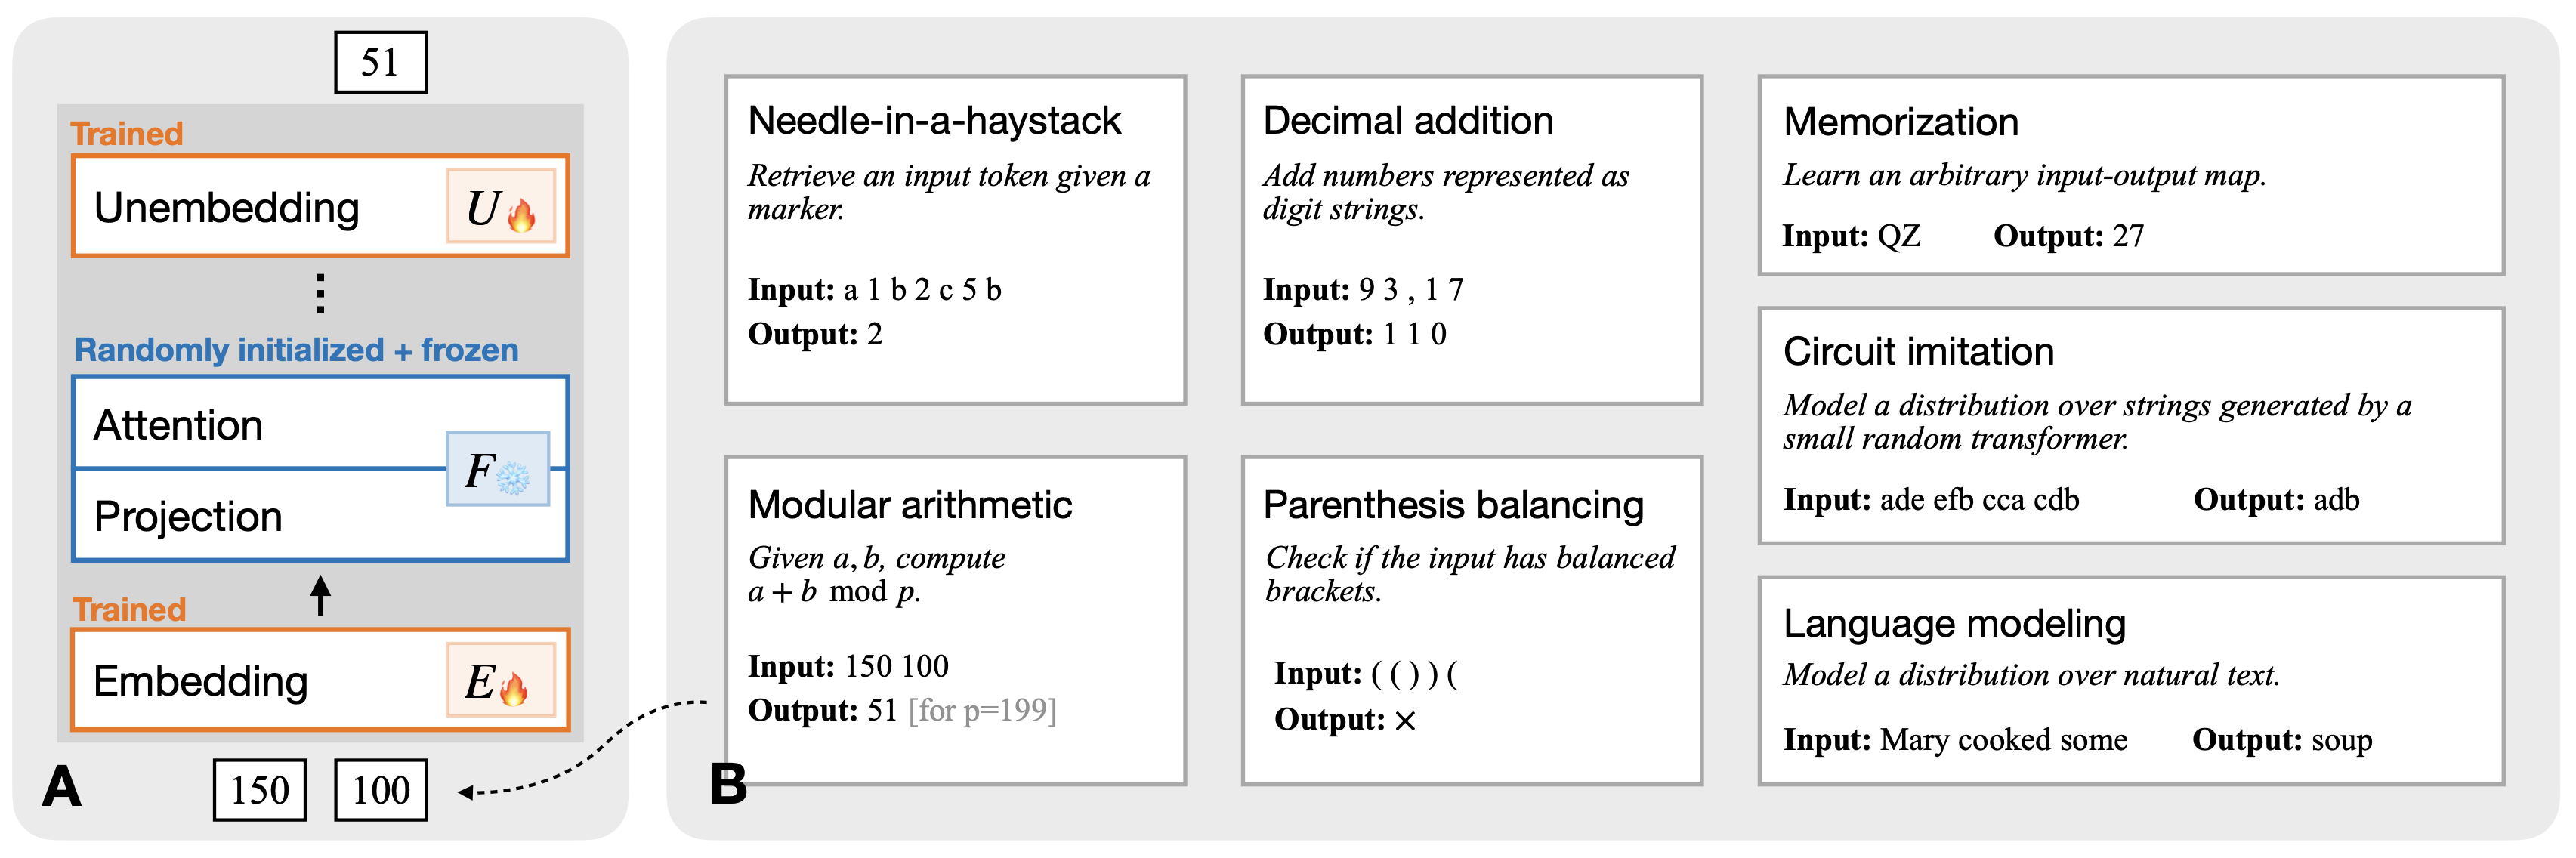 51
Trained
Unembedding
U
Randomly initialized + frozen
Attention
F
Projection
Trained
Embedding
E
150 100
A
Needle-in-a-haystack
Retrieve an input token given a
marker.
Input: a 1 b 2 c 5 b
Output: 2
Decimal addition
Add numbers represented as
digit strings.
Input: 9 3 , 1 7
Output: 1 1 0
Memorization
Learn an arbitrary input-output map.
Input: QZ Output: 27
Circuit imitation
Model a distribution over strings generated by a
small random transformer.
Input: ade efb cca cdb Output: adb
Modular arithmetic
Given a, b, compute
a + b mod p.
Input: 150 100
Output: 51 [for p=199]
Parenthesis balancing
Check if the input has balanced
brackets.
Input: ( ( ) ) (
Output: ×
Language modeling
Model a distribution over natural text.
Input: Mary cooked some Output: soup
B